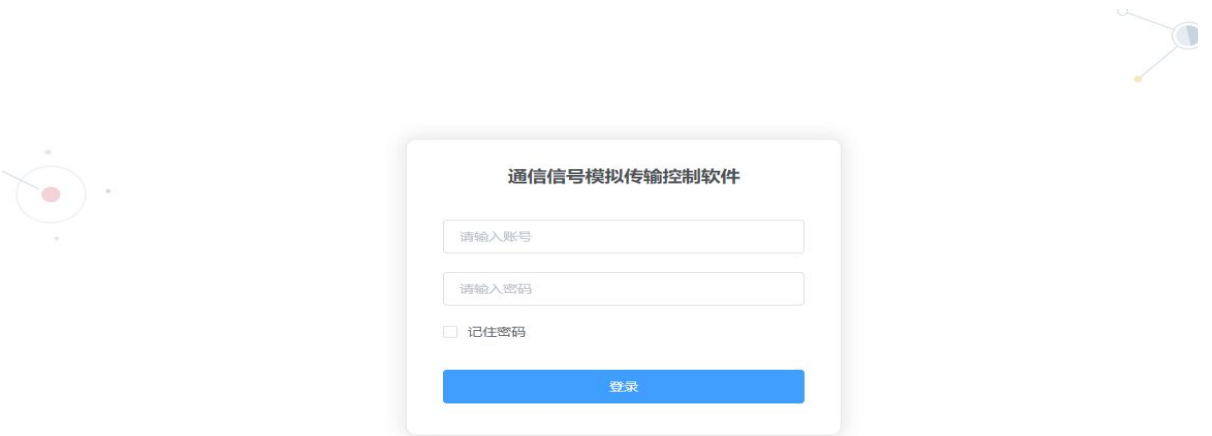 通信信号模拟传输控制软件
请输入账号
请输入密码
记住密码
登录